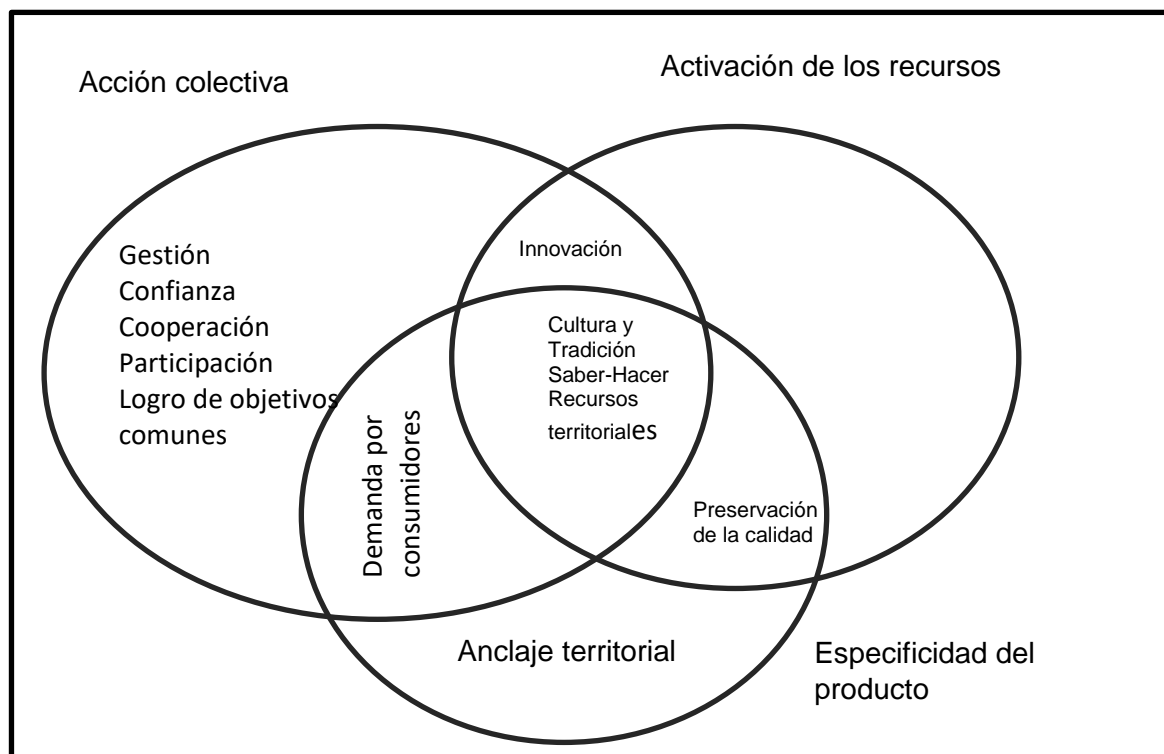 Acción colectiva
Activación de los recursos
Gestión
Confianza
Cooperación
Participación
Logro de objetivos
comunes
Innovación
Cultura y
Tradición
Saber-Hacer
Recursos
territoriales
Demanda por
consumidores
Preservación
de la calidad
Anclaje territorial
Especificidad del
producto